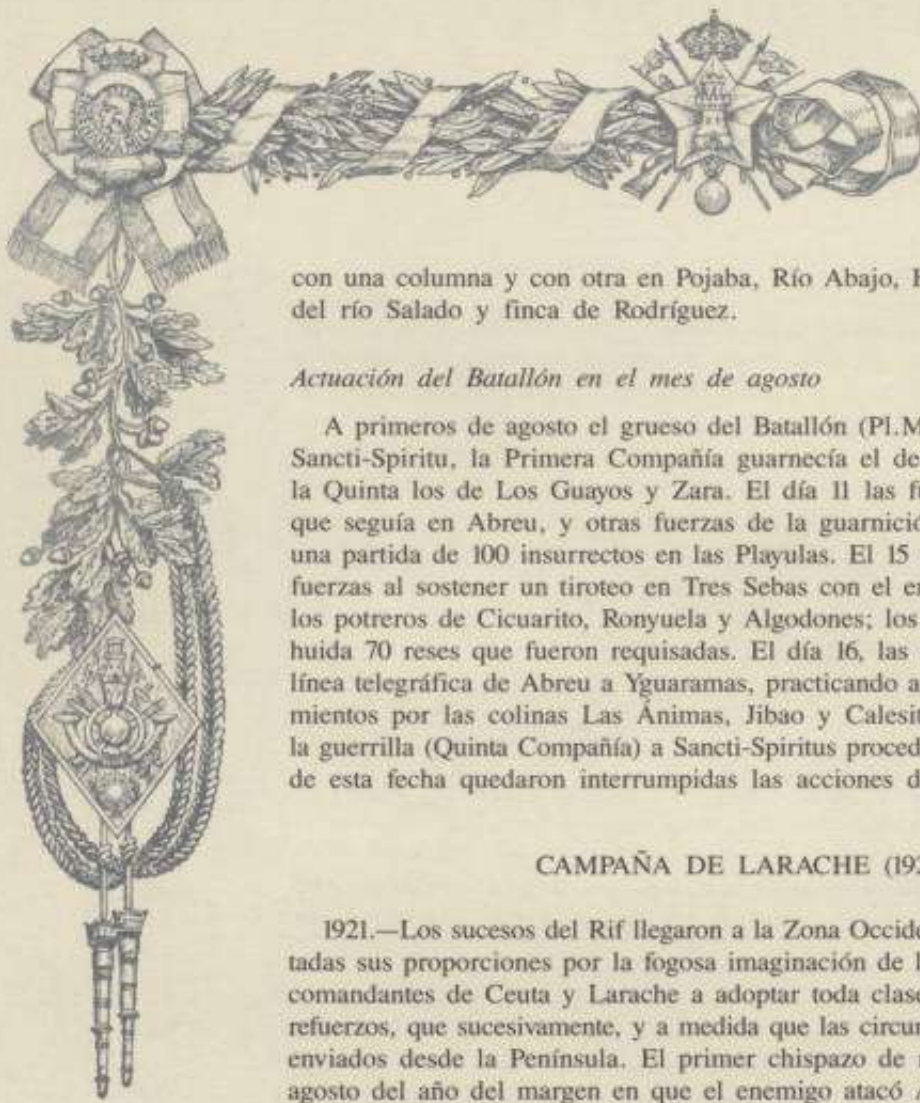 con una columna y con otra en Pojaba, Río Abajo,
del río Salado y finca de Rodríguez.
Actuación del Batallón en el mes de agosto
A primeros de agosto el grueso del Batallón (Pl.M
Sancti-Spiritu, la Primera Compañía guarnecía el de
la Quinta los de Los Guayos y Zara. El día 11 las fu
que seguía en Abreu, y otras fuerzas de la guarnició
una partida de 100 insurrectos en las Playulas. El 15
fuerzas al sostener un tiroteo en Tres Sebas con el en
los potreros de Cicuarito, Ronyuela y Algodones; los
huida 70 reses que fueron requisadas. El día 16, las
línea telegráfica de Abreu a Yguaramas, practicando a
mientos por las colinas Las Ánimas, Jibao y Calesit
la guerrilla (Quinta Compañía) a Sancti-Spiritus proced
de esta fecha quedaron interrumpidas las acciones d
CAMPAÑA DE LARACHE (192
1921.—Los sucesos del Rif llegaron a la Zona Occide
tadas sus proporciones por la fogosa imaginación de l
comandantes de Ceuta y Larache a adoptar toda clase
refuerzos, que sucesivamente, y a medida que las circun
enviados desde la Península. El primer chispazo de
agosto del año del margen en que el enemigo atacó